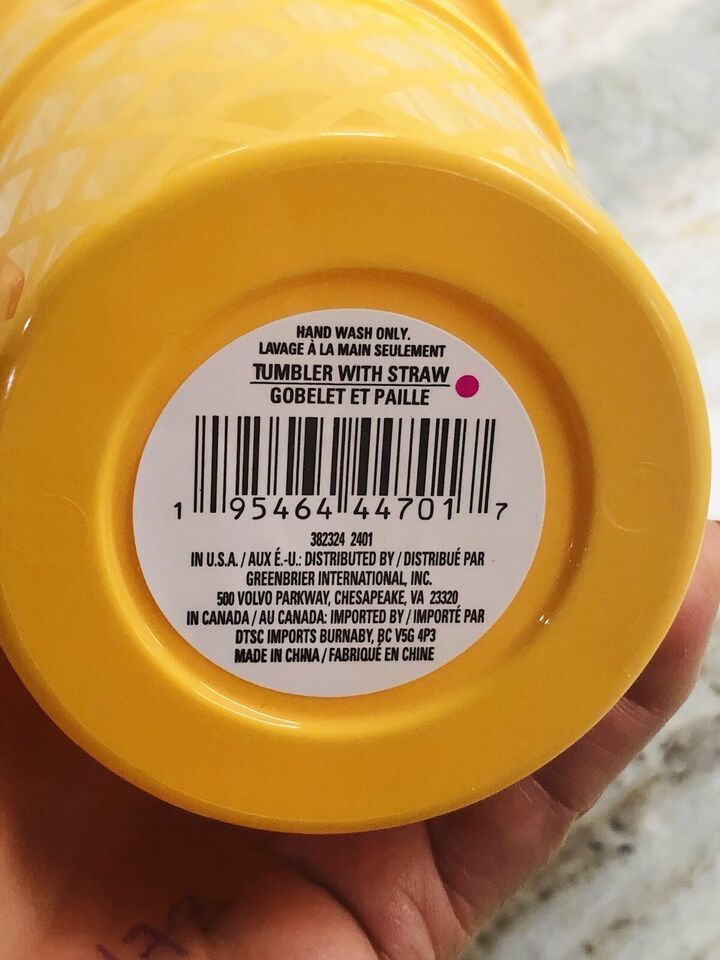 HAND WASH ONLY.
LAVAGE À LA MAIN SEULEMENT
TUMBLER WITH STRAW
GOBELET ET PAILLE
1 95464 44701 7
382324 2401
IN U.S.A. / AUX É.-U.: DISTRIBUTED BY / DISTRIBUÉ PAR
GREENBRIER INTERNATIONAL, INC.
500 VOLVO PARKWAY, CHESAPEAKE, VA 23320
IN CANADA / AU CANADA: IMPORTED BY / IMPORTÉ PAR
DTSC IMPORTS BURNABY, BC V5G 4P3
MADE IN CHINA / FABRIQUÉ EN CHINE